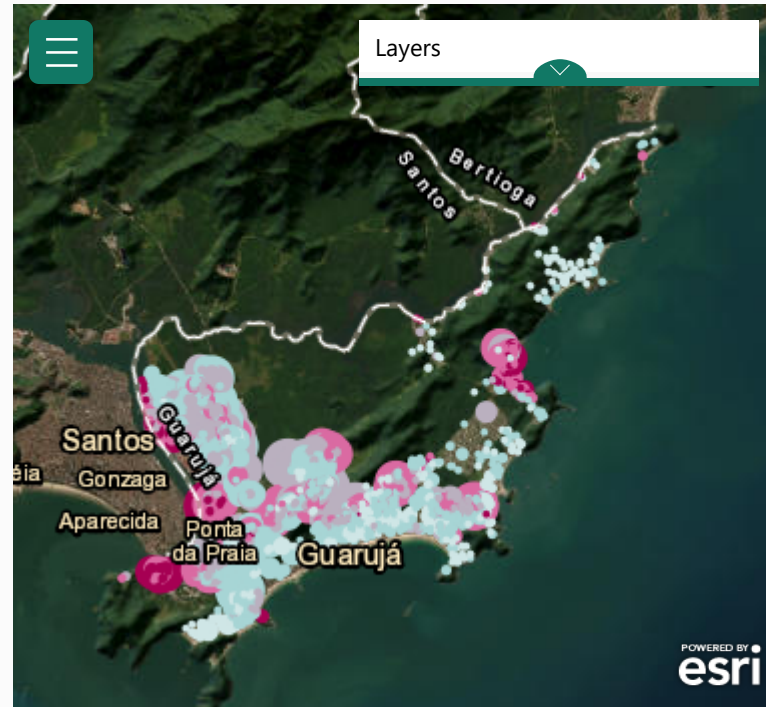 Layers
Bertioga
Santos
Guarujá
Santos
éia
Gonzaga
Aparecida
Ponta
da Praia
Guarujá
POWERED BY
esri